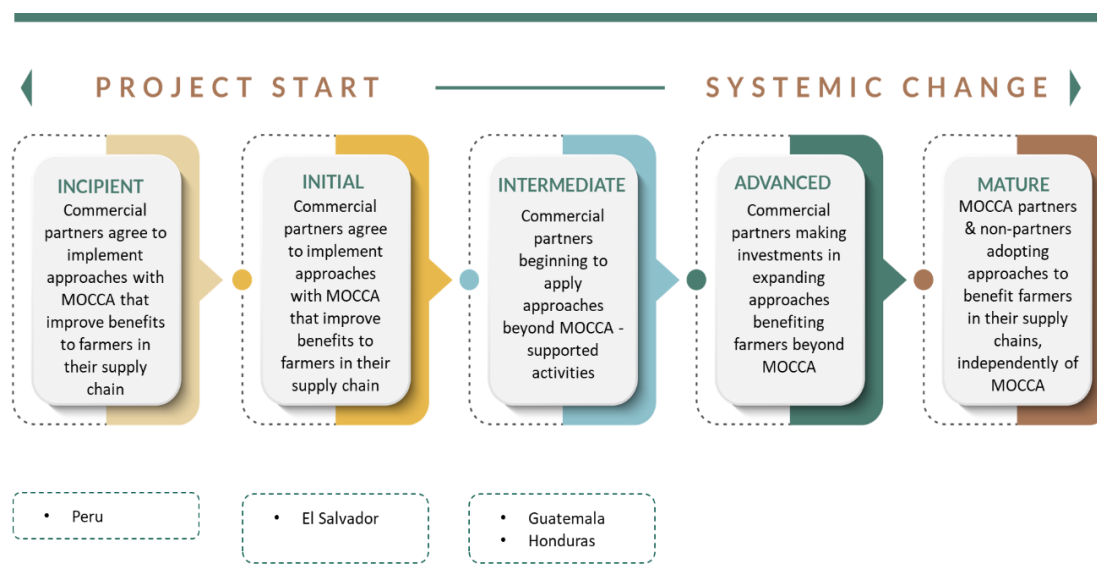 PROJECT START
SYSTEMIC CHANGE
INCIPIENT
Commercial
partners agree to
implement
approaches with
MOCCA that
improve benefits
to farmers in
their supply
chain
INITIAL
Commercial
partners agree
to implement
approaches
with MOCCA
that improve
benefits to
farmers in their
supply chain
INTERMEDIATE
Commercial
partners
beginning to
apply
approaches
beyond MOCCA -
supported
activities
ADVANCED
Commercial
partners making
investments in
expanding
approaches
benefiting
farmers beyond
MOCCA
MATURE
MOCCA partners
& non-partners
adopting
approaches to
benefit farmers
in their supply
chains,
independently of
MOCCA
• Peru
• El Salvador
• Guatemala
• Honduras